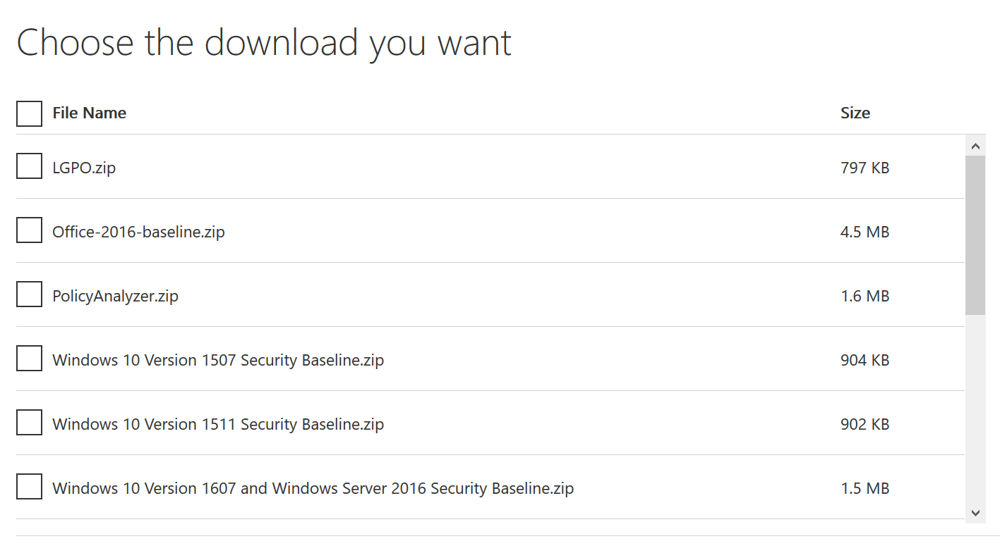 Choose the download you want
File Name Size
LGPO.zip 797 KB
Office-2016-baseline.zip 4.5 MB
PolicyAnalyzer.zip 1.6 MB
Windows 10 Version 1507 Security Baseline.zip 904 KB
Windows 10 Version 1511 Security Baseline.zip 902 KB
Windows 10 Version 1607 and Windows Server 2016 Security Baseline.zip 1.5 MB